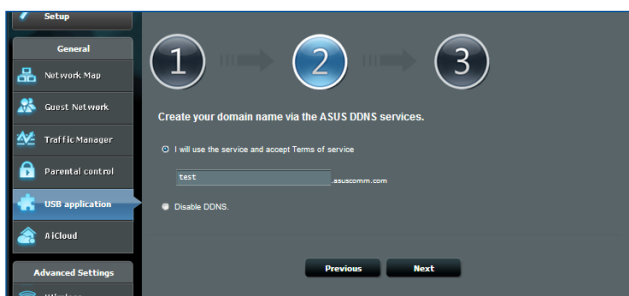 Setup
General
Network Map
Guest Network
Traffic Manager
Parental control
USB application
AiCloud
Advanced Settings
1 2 3
Create your domain name via the ASUS DDNS services.
I will use the service and accept Terms of service
test .asuscomm.com
Disable DDNS.
Previous Next